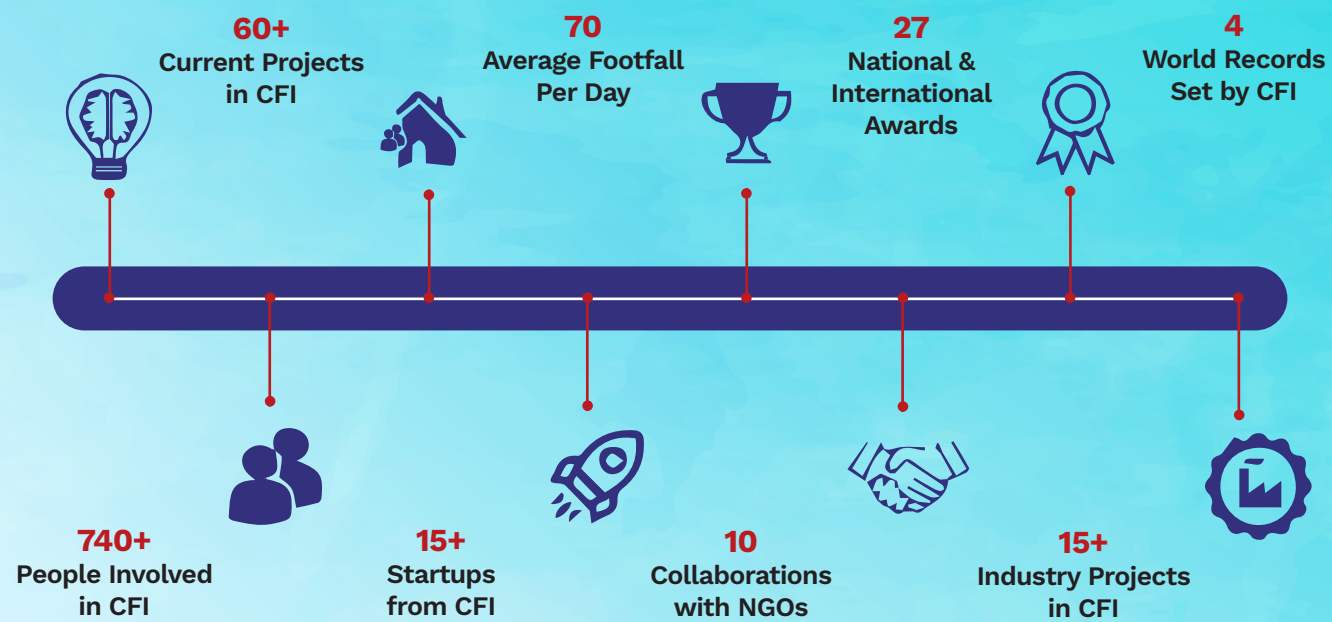 60+
Current Projects
in CFI
70
Average Footfall
Per Day
27
National &
International
Awards
4
World Records
Set by CFI
740+
People Involved
in CFI
15+
Startups
from CFI
10
Collaborations
with NGOs
15+
Industry Projects
in CFI